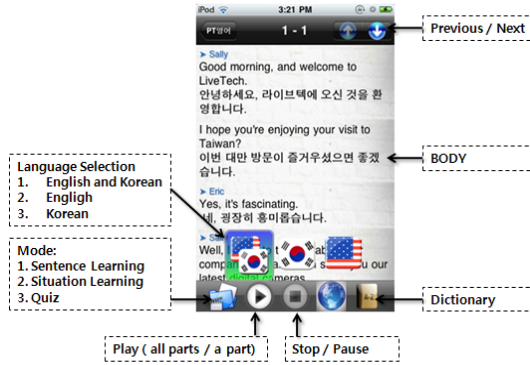 iPod
3:21 PM
PT영어
1 - 1
Previous / Next
➤ Sally
Good morning, and welcome to
LiveTech.
안녕하세요, 라이브텍에 오신 것을 환
영합니다.
I hope you're enjoying your visit to
Taiwan?
이번 대만 방문이 즐거우셨으면 좋겠
습니다.
BODY
➤ Eric
Yes, it's fascinating.
네, 굉장히 흥미롭습니다.
Language Selection
1. English and Korean
2. Engligh
3. Korean
Well,
our
latest digital cameras.
Mode:
1. Sentence Learning
2. Situation Learning
3. Quiz
Dictionary
Play ( all parts / a part)
Stop / Pause